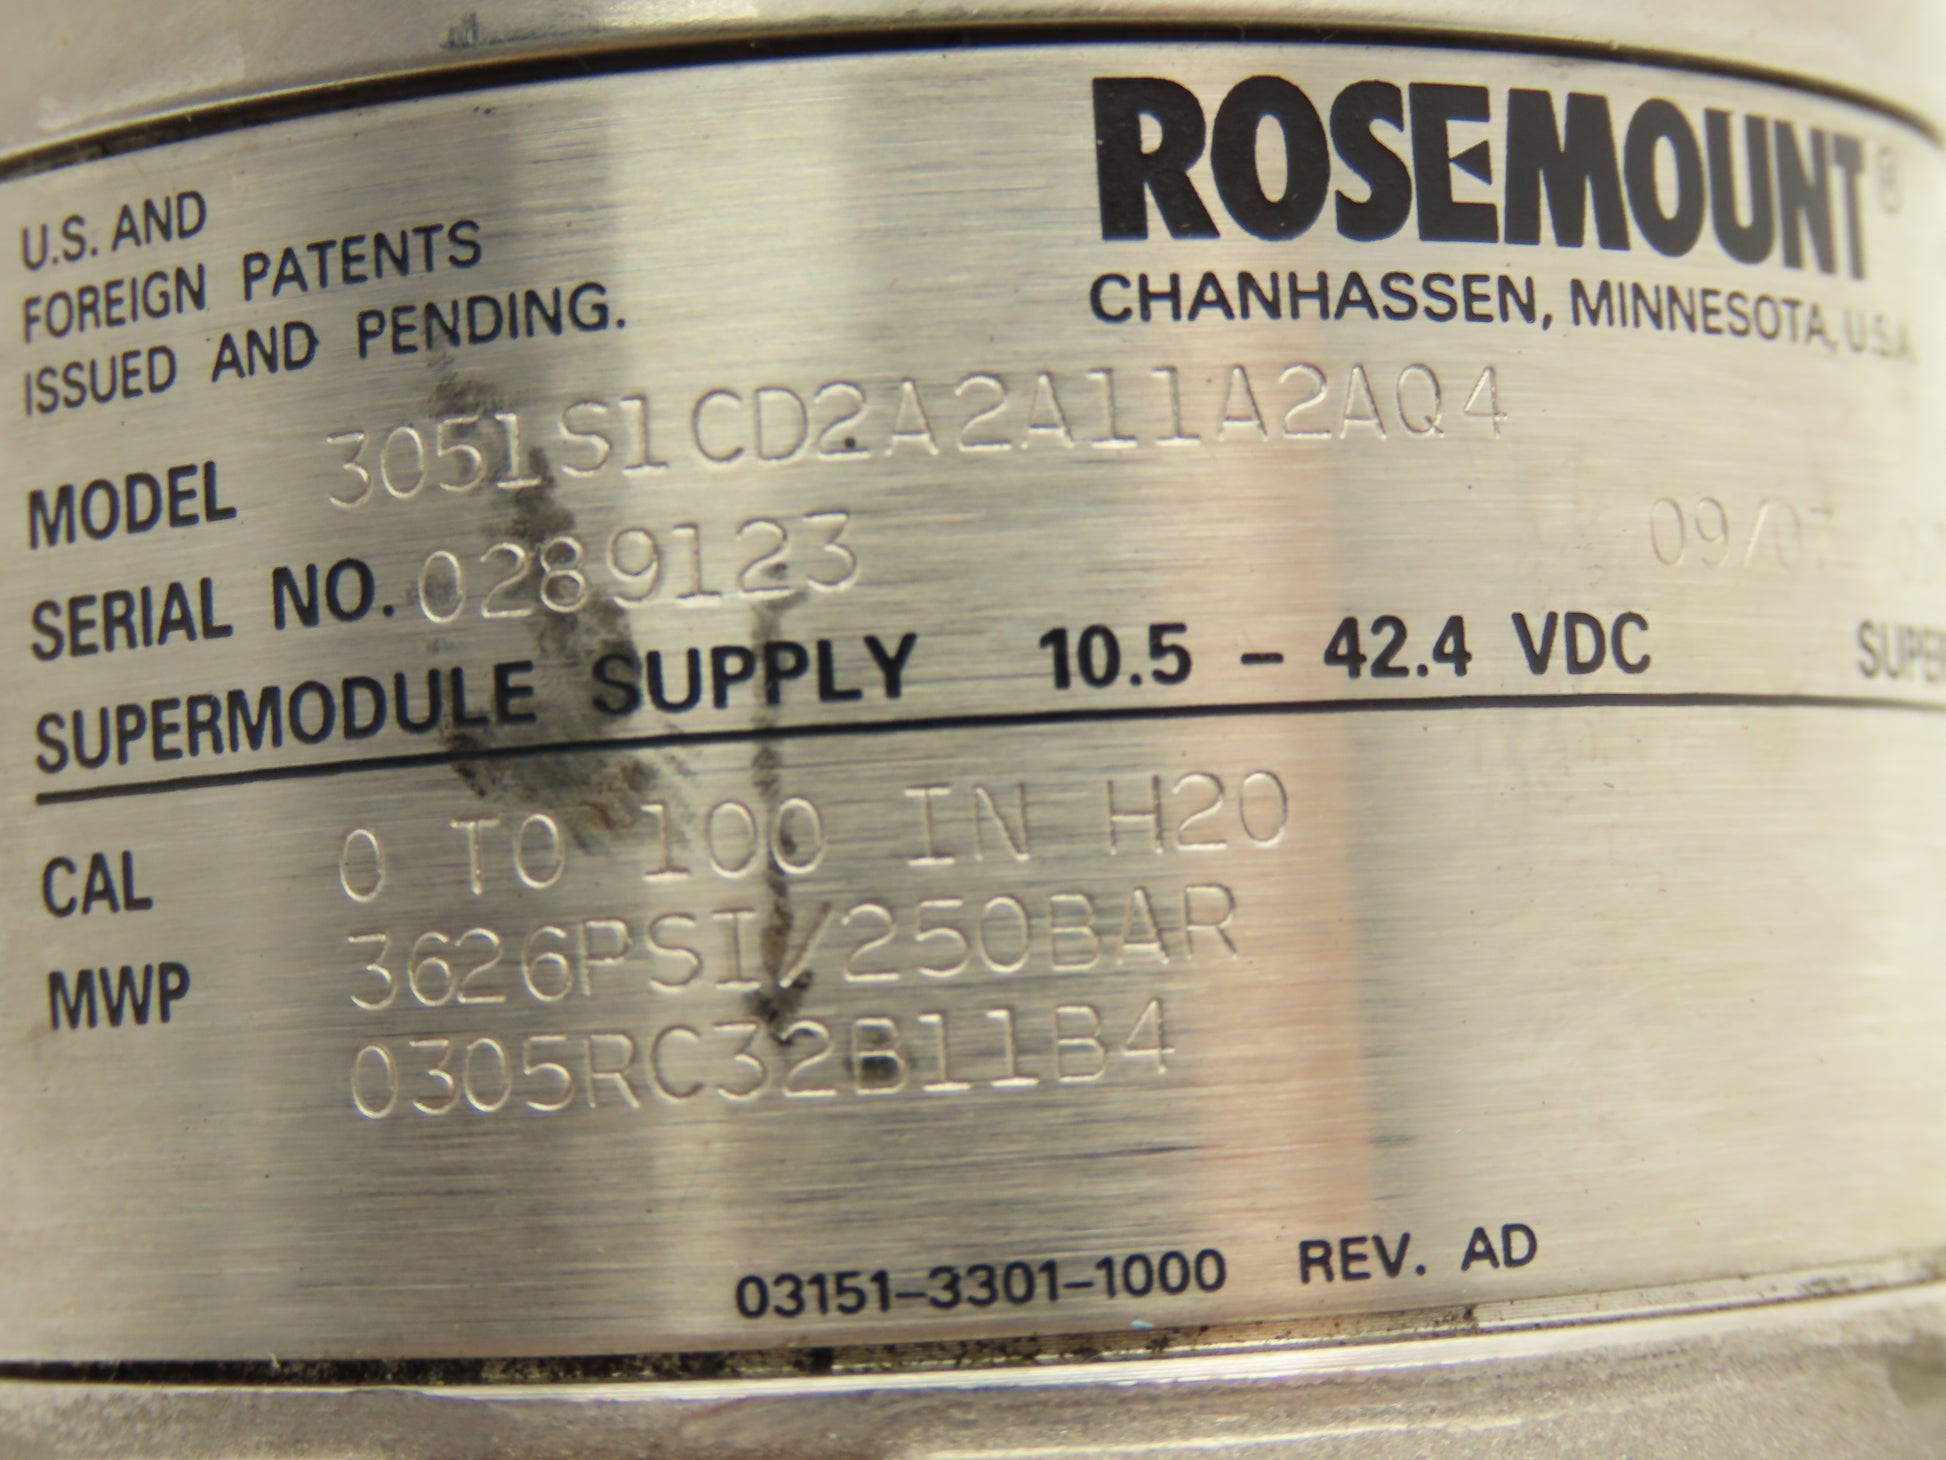 ROSEMOUNT®
CHANHASSEN, MINNESOTA, U.S.A.
U.S. AND
FOREIGN PATENTS
ISSUED AND PENDING.
MODEL 3051S1CD2A2A11A2AQ4
SERIAL NO. 0289123
SUPERMODULE SUPPLY 10.5 - 42.4 VDC
CAL 0 TO 100 IN H2O
MWP 3626PSI/250BAR
0305RC32B11B4
03151-3301-1000 REV. AD